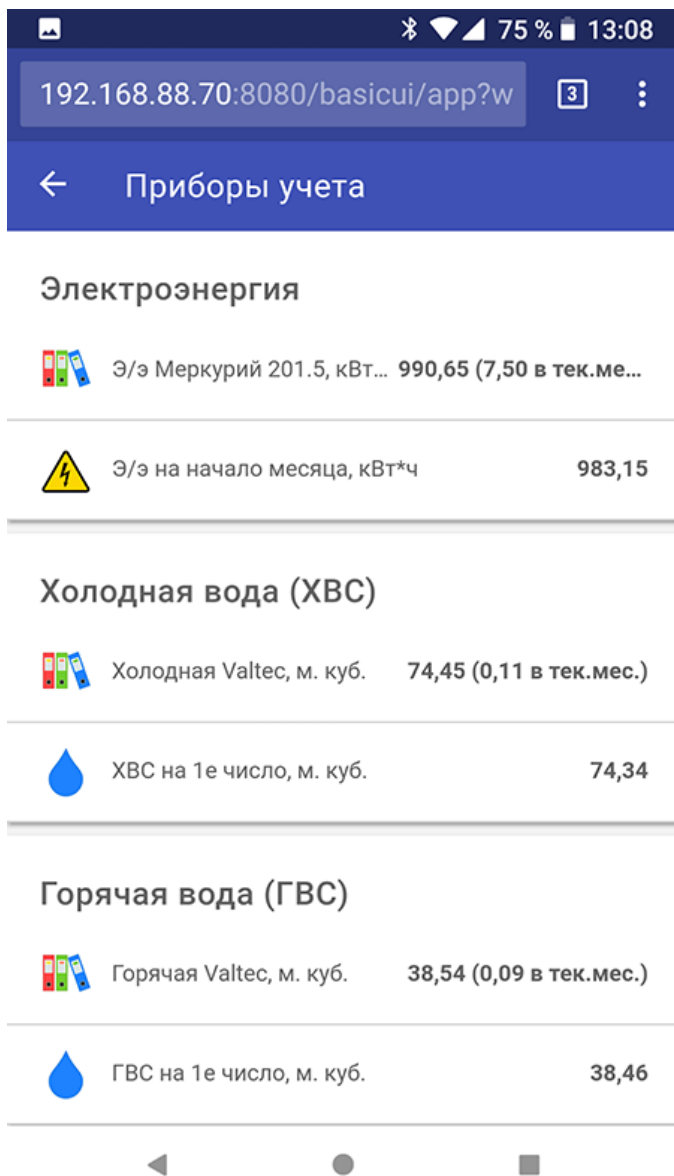 75 % 13:08
192.168.88.70:8080/basicui/app?w 3
Приборы учета
Электроэнергия
Э/э Меркурий 201.5, кВт... 990,65 (7,50 в тек.ме...
Э/э на начало месяца, кВт*ч 983,15
Холодная вода (ХВС)
Холодная Valtec, м. куб. 74,45 (0,11 в тек.мес.)
ХВС на 1е число, м. куб. 74,34
Горячая вода (ГВС)
Горячая Valtec, м. куб. 38,54 (0,09 в тек.мес.)
ГВС на 1е число, м. куб. 38,46